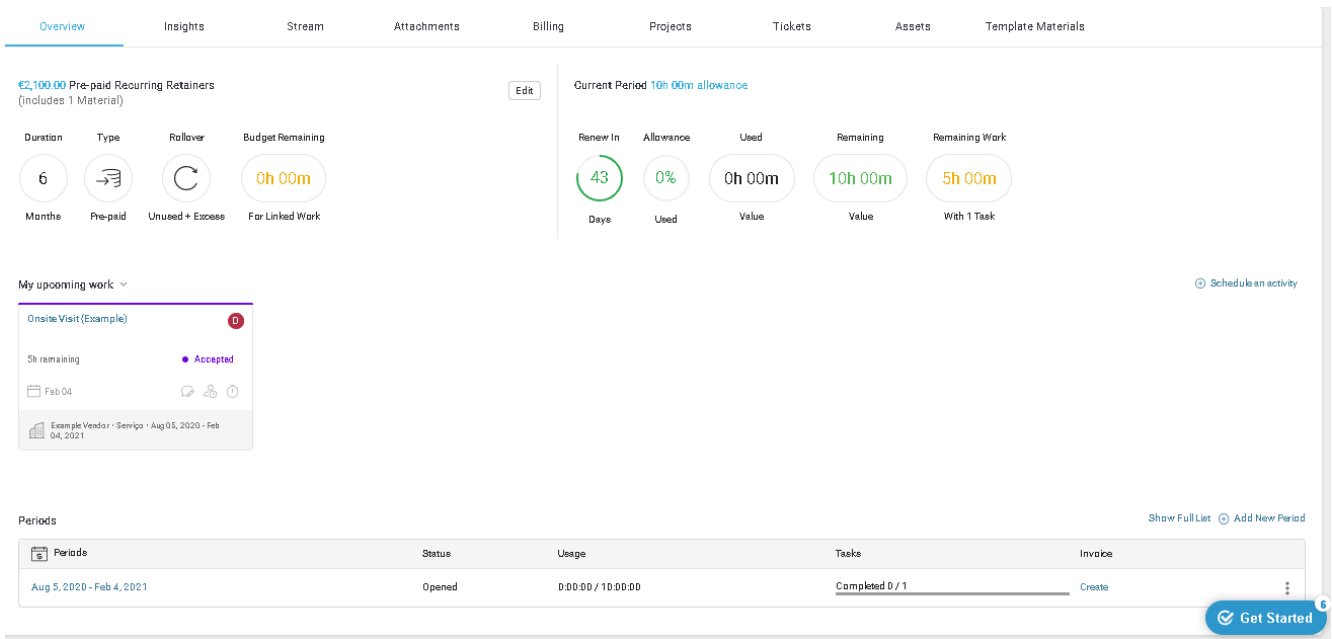 Overview Insights Stream Attachments Billing Projects Tickets Assets Template Materials
€2,100.00 Pre-paid Recurring Retainers
(includes 1 Material)
Edit
Duration Type Rollover Budget Remaining
6 0h 00m
Months Pre-paid Unused + Excess For Linked Work
Current Period 10h 00m allowance
Renew In Allowance Used Remaining Remaining Work
43 0% 0h 00m 10h 00m 5h 00m
Days Used Value Value With 1 Task
My upcoming work
Schedule an activity
Onsite Visit (Example) D
5h remaining Accepted
Feb 04
Example Vendor · Serviço · Aug 05, 2020 - Feb
04, 2021
Periods
Show Full List Add New Period
$ Periods Status Usage Tasks Invoice
Aug 5, 2020 - Feb 4, 2021 Opened 0:00:00 / 10:00:00 Completed 0 / 1 Create
Get Started 6